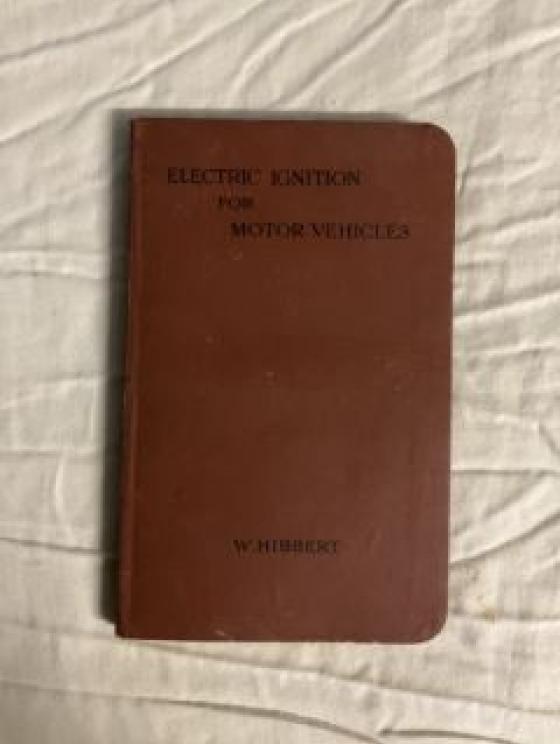 ELECTRIC IGNITION
FOR
MOTOR VEHICLES
W. HIBBERT